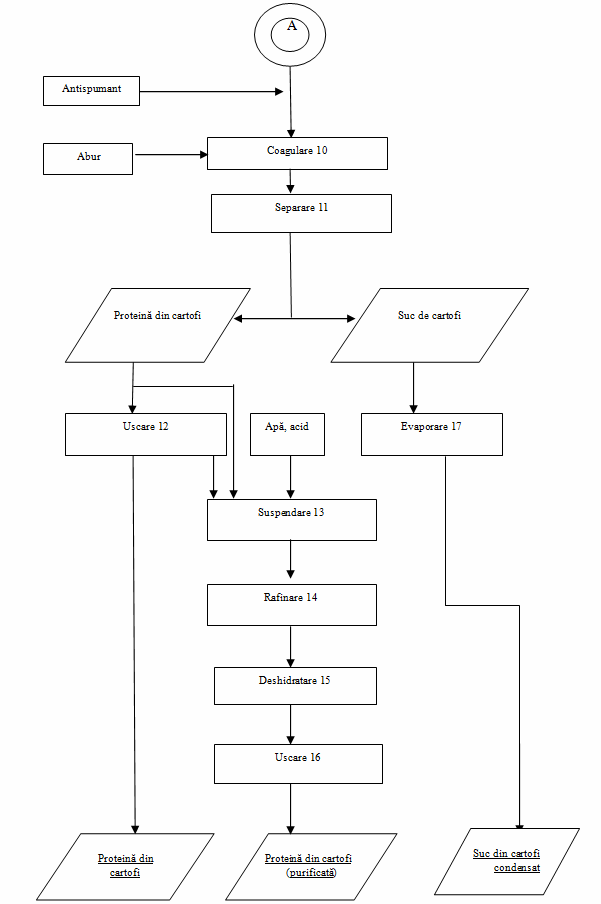 A
Antispumant
Coagulare 10
Abur
Separare 11
Proteină din cartofi
Suc de cartofi
Uscare 12
Apă, acid
Evaporare 17
Suspendare 13
Rafinare 14
Deshidratare 15
Uscare 16
Proteină din
cartofi
Proteină din cartofi
(purificată)
Suc din cartofi
condensat